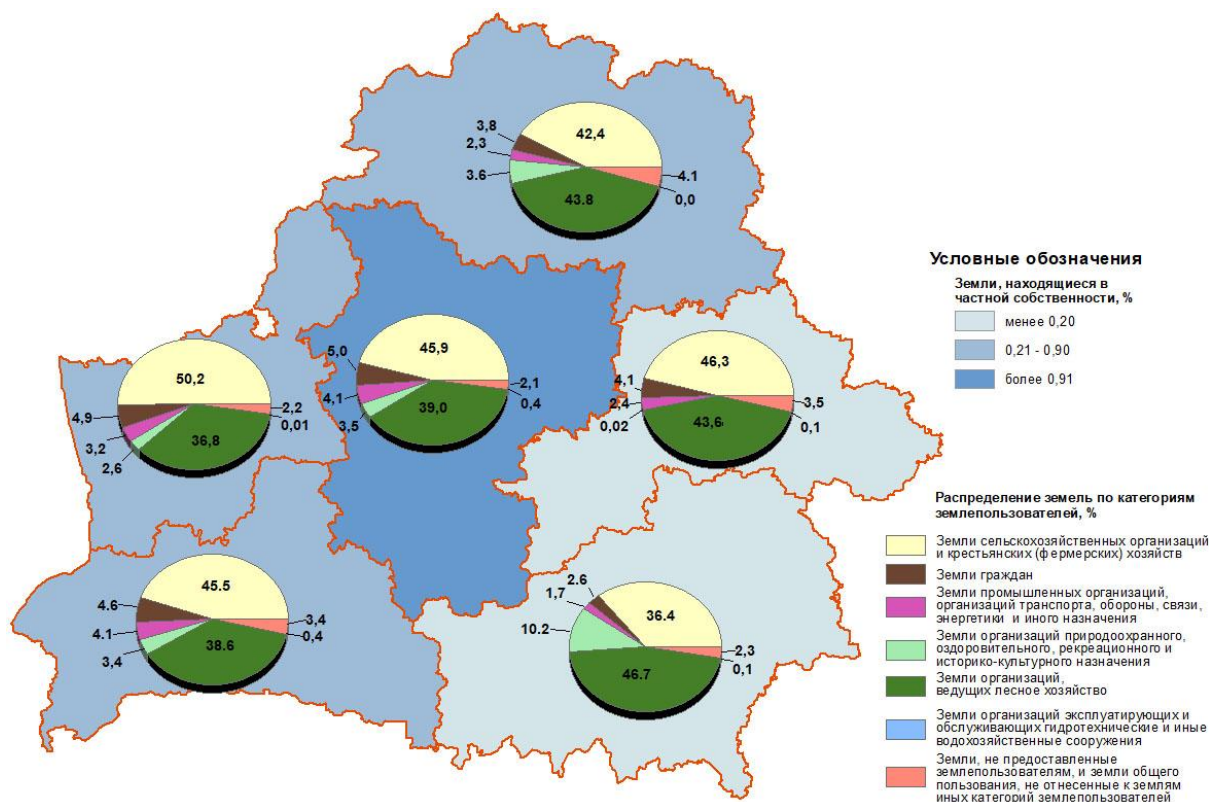 42,4
3,8
2,3
3.6
43.8
4.1
0,0
Условные обозначения
Земли, находящиеся в
частной собственности, %
менее 0,20
0,21 - 0,90
более 0,91
45,9
5,0
4,1
3,5
39,0
2,1
0,4
46,3
4,1
2,4
0,02
43,6
3,5
0,1
50,2
4,9
3,2
2,6
36,8
2,2
0,01
45.5
4.6
4.1
3,4
38.6
3,4
0,4
36.4
2.6
1,7
10.2
46.7
2,3
0,1
Распределение земель по категориям
землепользователей, %
Земли сельскохозяйственных организаций
и крестьянских (фермерских) хозяйств
Земли граждан
Земли промышленных организаций,
организаций транспорта, обороны, связи,
энергетики и иного назначения
Земли организаций природоохранного,
оздоровительного, рекреационного и
историко-культурного назначения
Земли организаций,
ведущих лесное хозяйство
Земли организаций эксплуатирующих и
обслуживающих гидротехнические и иные
водохозяйственные сооружения
Земли, не предоставленные
землепользователям, и земли общего
пользования, не отнесенные к землям
иных категорий землепользователей